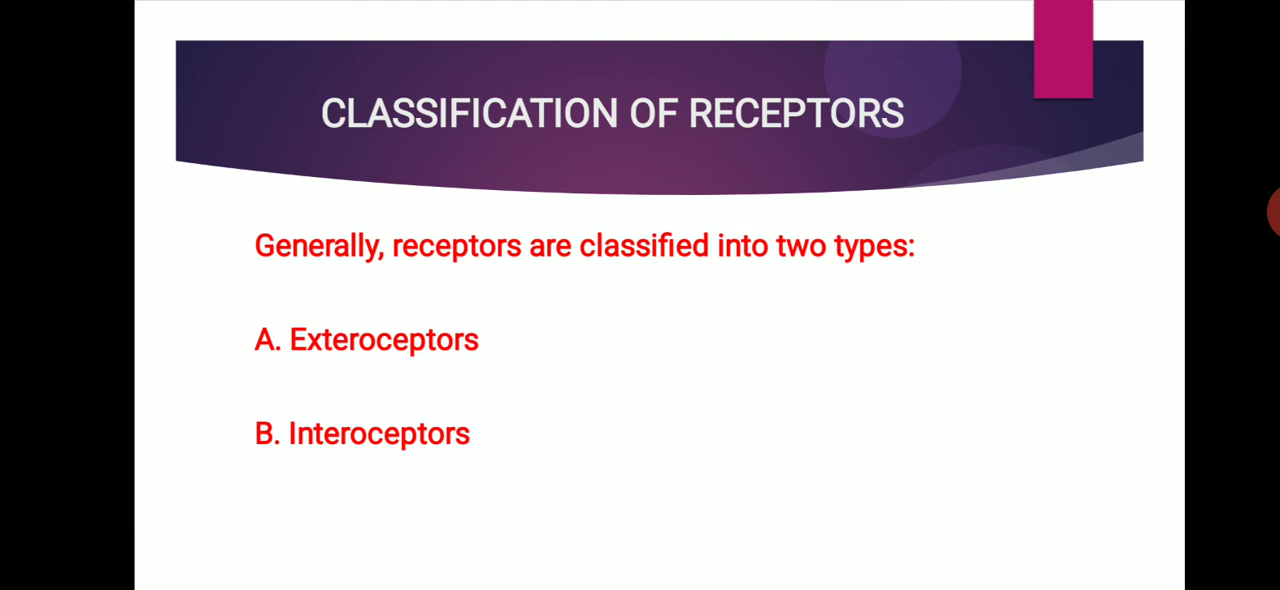 CLASSIFICATION OF RECEPTORS
Generally, receptors are classified into two types:
A. Exteroceptors
B. Interoceptors